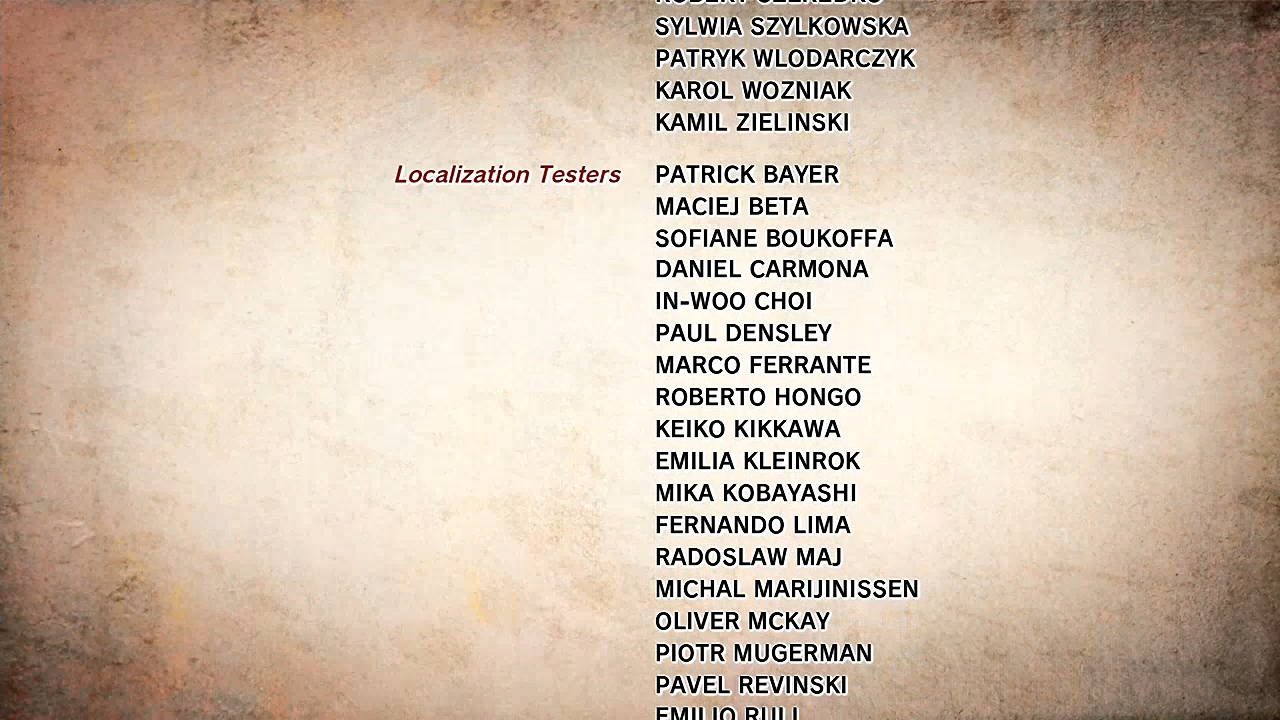 SYLWIA SZYLKOWSKA
PATRYK WLODARCZYK
KAROL WOZNIAK
KAMIL ZIELINSKI
Localization Testers PATRICK BAYER
MACIEJ BETA
SOFIANE BOUKOFFA
DANIEL CARMONA
IN-WOO CHOI
PAUL DENSLEY
MARCO FERRANTE
ROBERTO HONGO
KEIKO KIKKAWA
EMILIA KLEINROK
MIKA KOBAYASHI
FERNANDO LIMA
RADOSLAW MAJ
MICHAL MARIJINISSEN
OLIVER MCKAY
PIOTR MUGERMAN
PAVEL REVINSKI
EMILIO